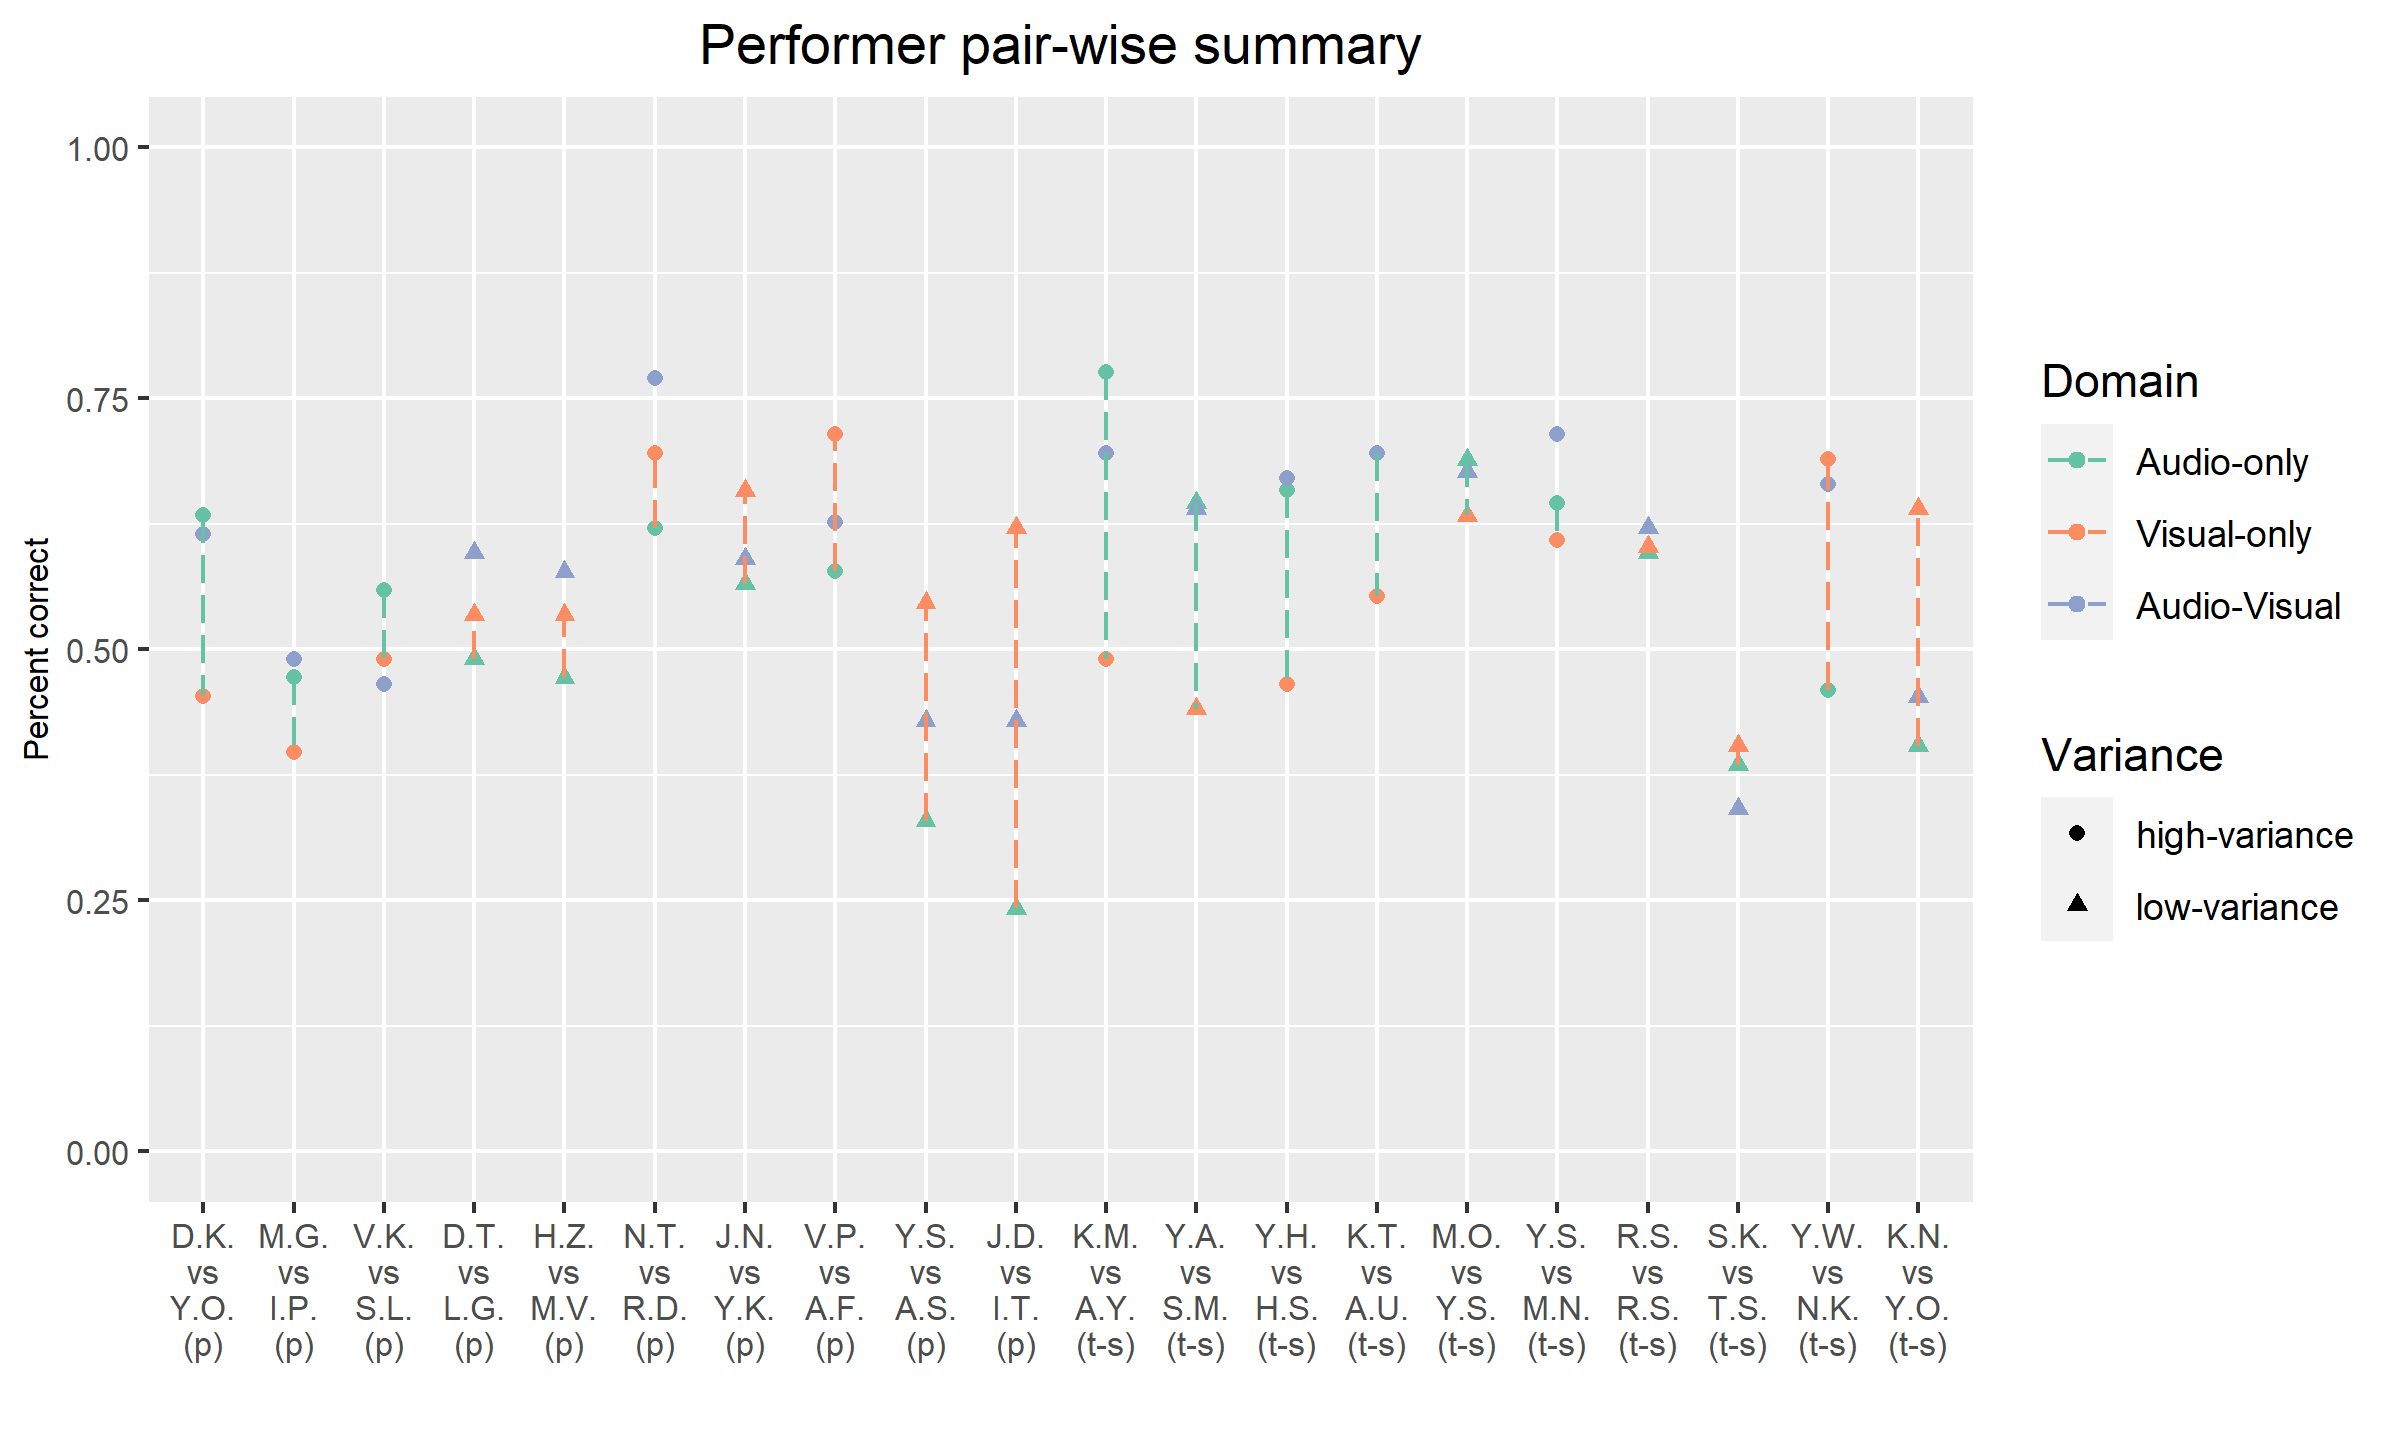 Performer pair-wise summary
Percent correct
1.00
0.75
0.50
0.25
0.00
D.K. M.G. V.K. D.T. H.Z. N.T. J.N. V.P. Y.S. J.D. K.M. Y.A. Y.H. K.T. M.O. Y.S. R.S. S.K. Y.W. K.N.
vs vs vs vs vs vs vs vs vs vs vs vs vs vs vs vs vs vs vs vs
Y.O. I.P. S.L. L.G. M.V. R.D. Y.K. A.F. A.S. I.T. A.Y. S.M. H.S. A.U. Y.S. M.N. R.S. T.S. N.K. Y.O.
(p) (p) (p) (p) (p) (p) (p) (p) (p) (p) (t-s) (t-s) (t-s) (t-s) (t-s) (t-s) (t-s) (t-s) (t-s) (t-s)
Domain
Audio-only
Visual-only
Audio-Visual
Variance
high-variance
low-variance